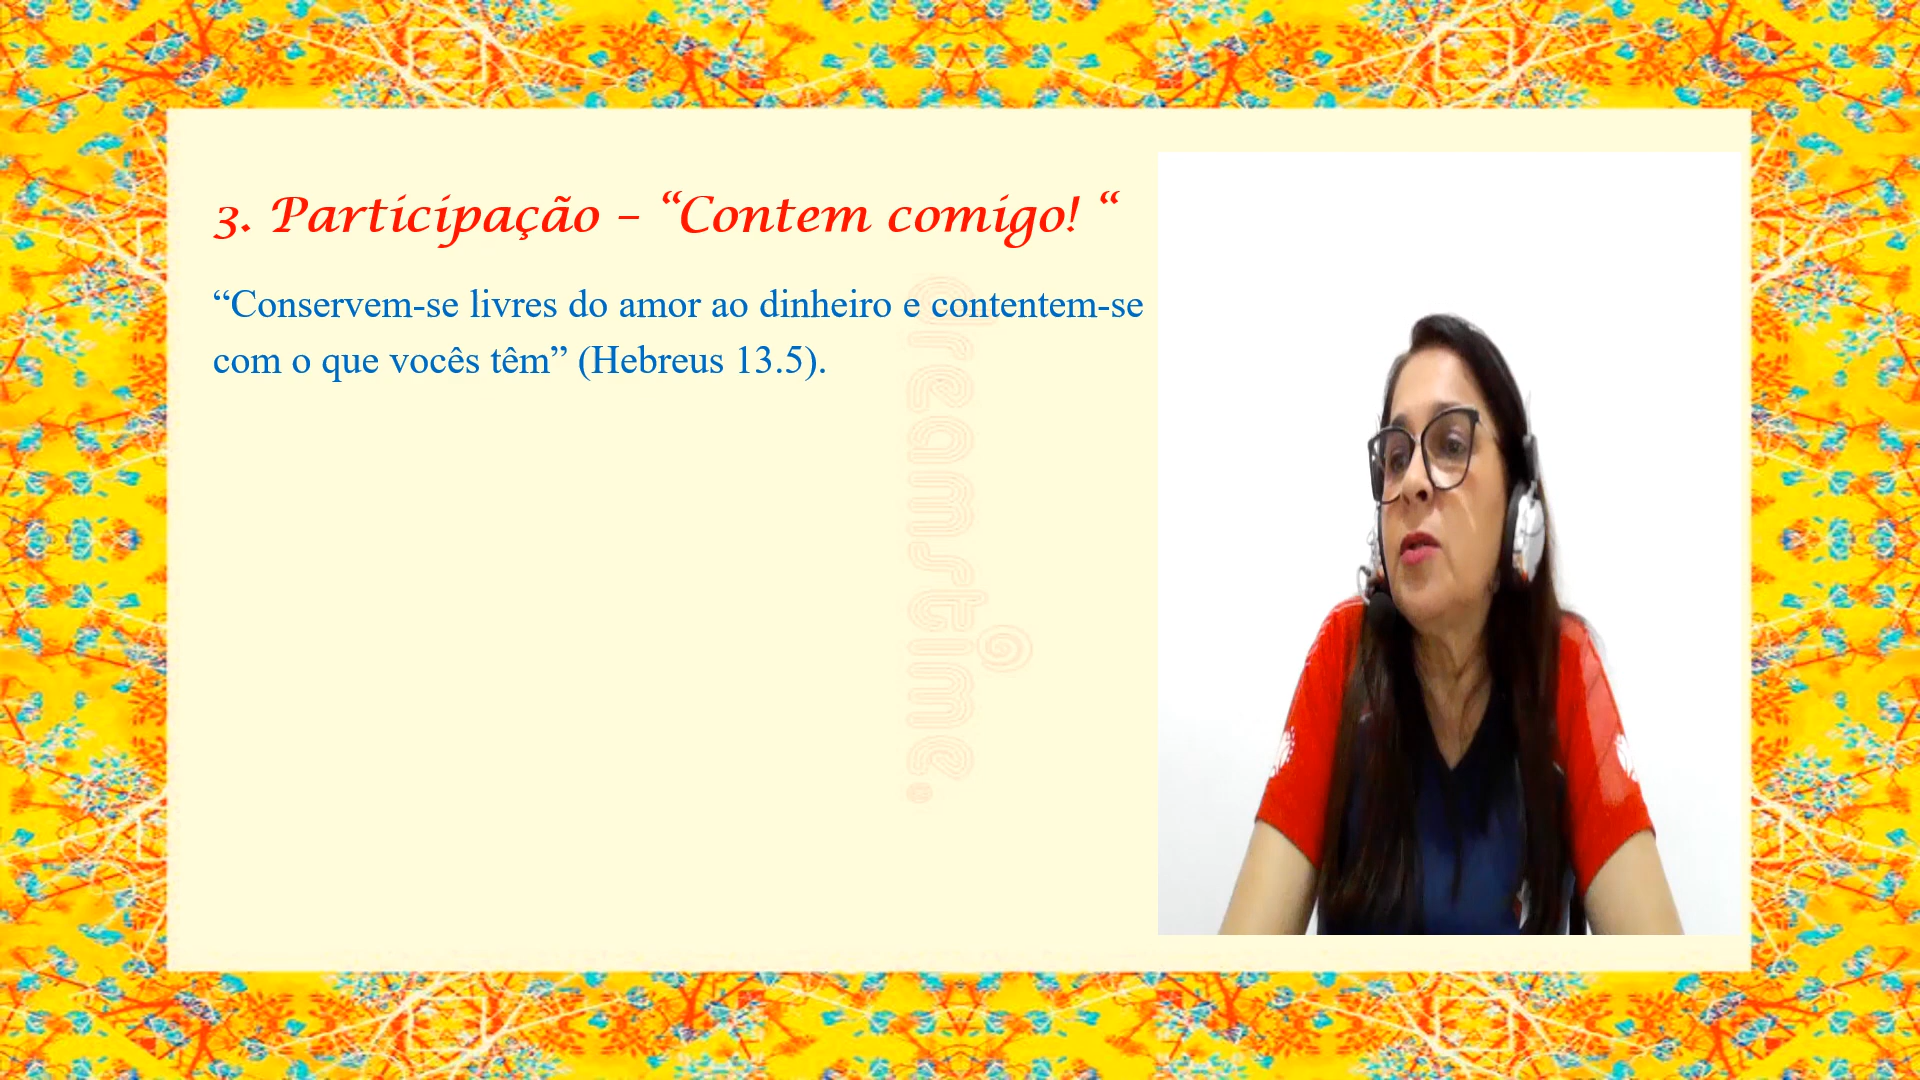 3. Participação – “Contem comigo! “
“Conservem-se livres do amor ao dinheiro e contentem-se
com o que vocês têm” (Hebreus 13.5).
dreamstime.